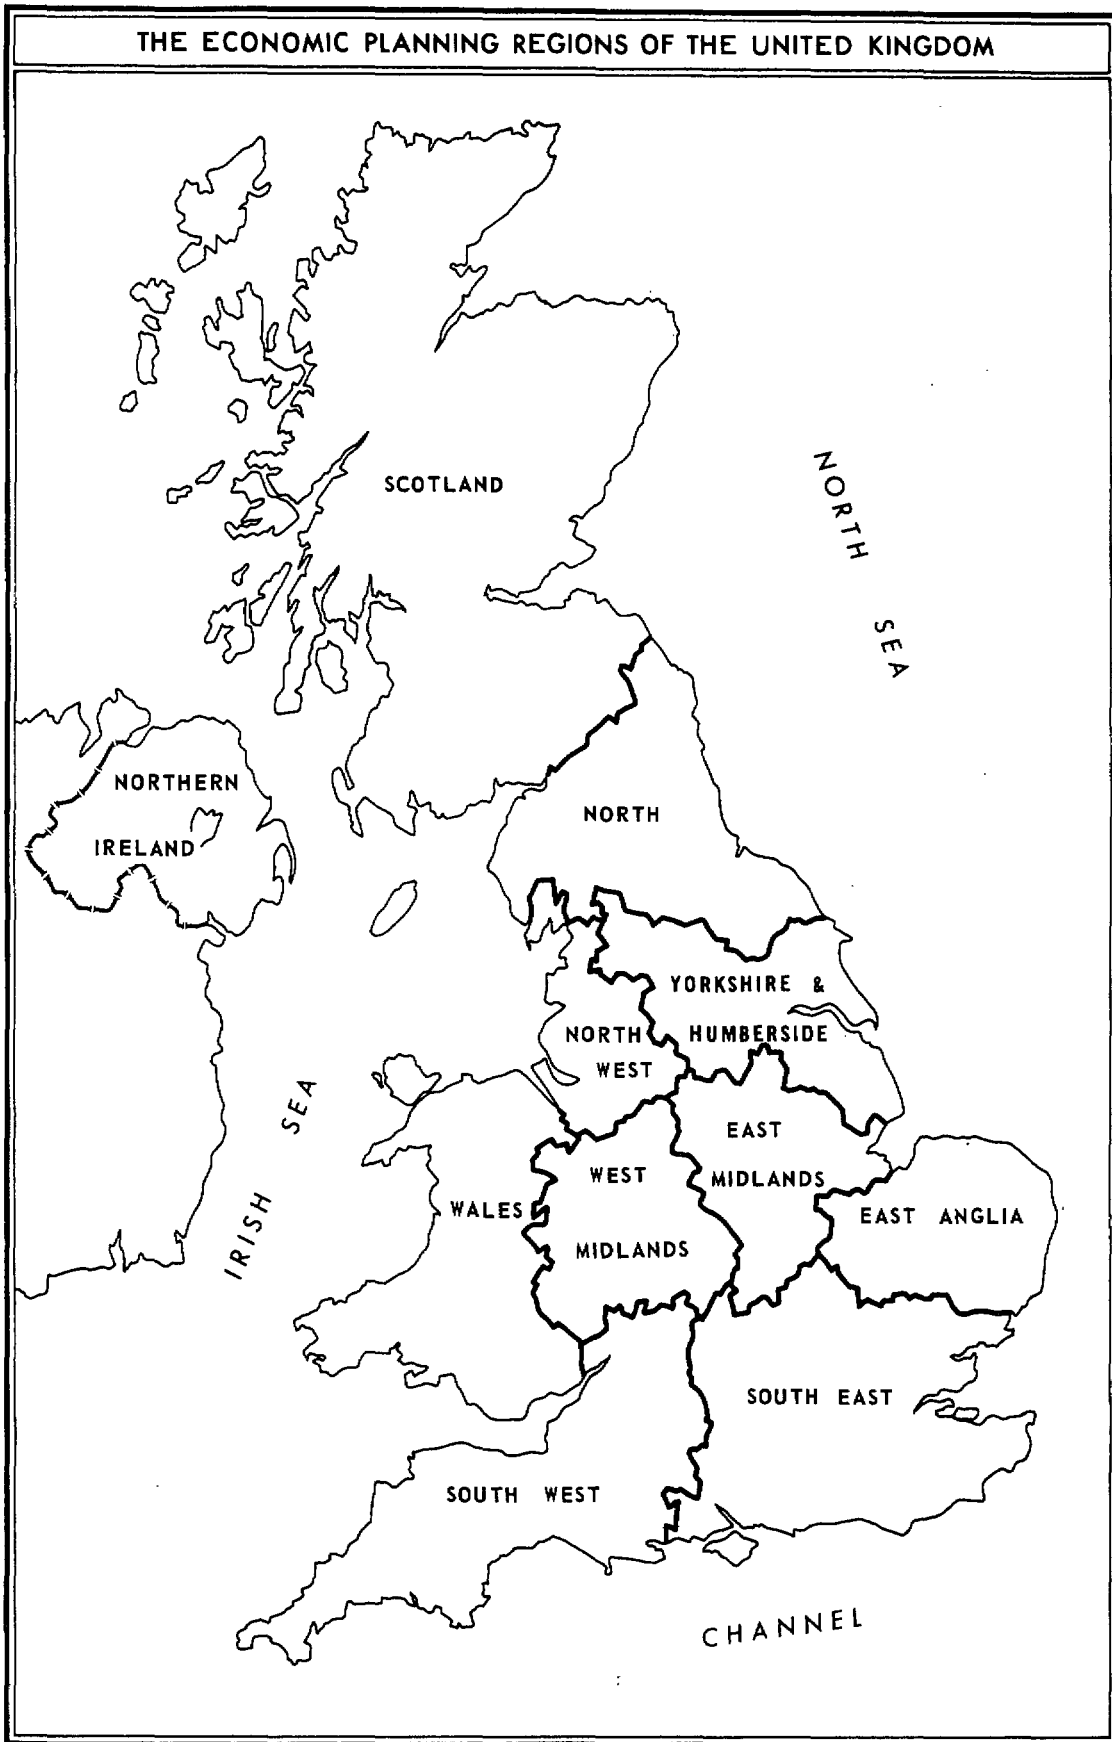 THE ECONOMIC PLANNING REGIONS OF THE UNITED KINGDOM
SCOTLAND
NORTH
SEA
NORTHERN
IRELAND
NORTH
YORKSHIRE &
HUMBERSIDE
NORTH
WEST
IRISH SEA
EAST
MIDLANDS
WEST
MIDLANDS
WALES
EAST ANGLIA
SOUTH EAST
SOUTH WEST
CHANNEL